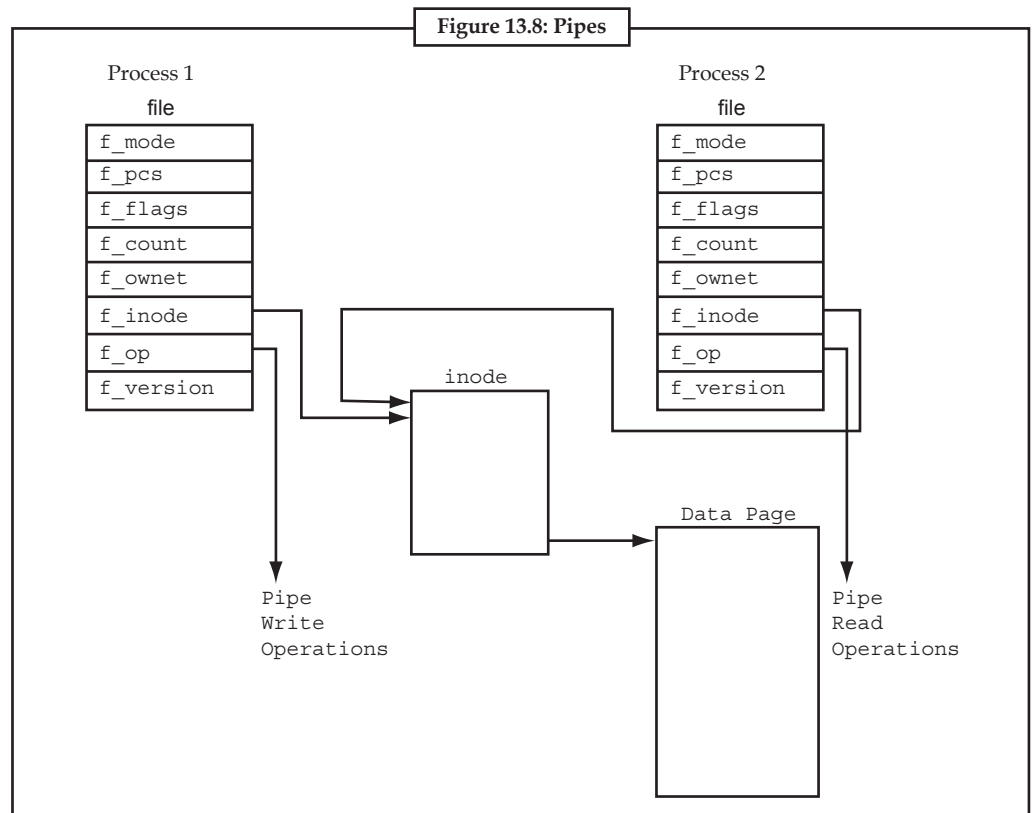 Figure 13.8: Pipes
Process 1
file
f_mode
f_pcs
f_flags
f_count
f_ownet
f_inode
f_op
f_version
Process 2
file
f_mode
f_pcs
f_flags
f_count
f_ownet
f_inode
f_op
f_version
inode
Data Page
Pipe
Write
Operations
Pipe
Read
Operations